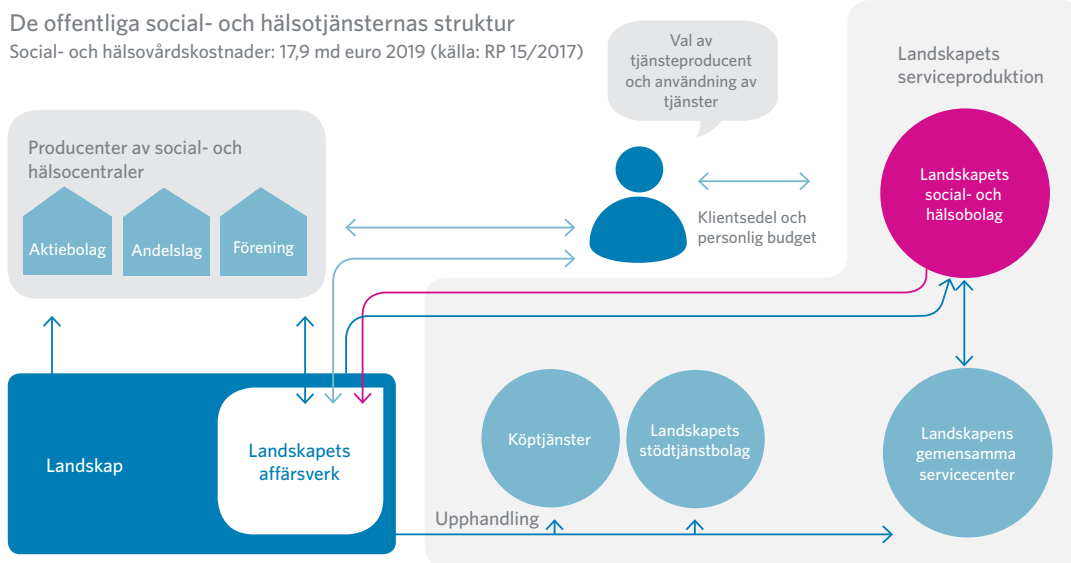 De offentliga social- och hälsotjänsternas struktur
Social- och hälsovårdskostnader: 17,9 md euro 2019 (källa: RP 15/2017)
Val av
tjänsteproducent
och användning av
tjänster
Landskapets
serviceproduktion
Producenter av social- och
hälsocentraler
Aktiebolag
Andelslag
Förening
Klientsedel och
personlig budget
Landskapets
social- och
hälsobolag
Landskap
Landskapets
affärsverk
Köptjänster
Landskapets
stödtjänstbolag
Landskapens
gemensamma
servicecenter
Upphandling